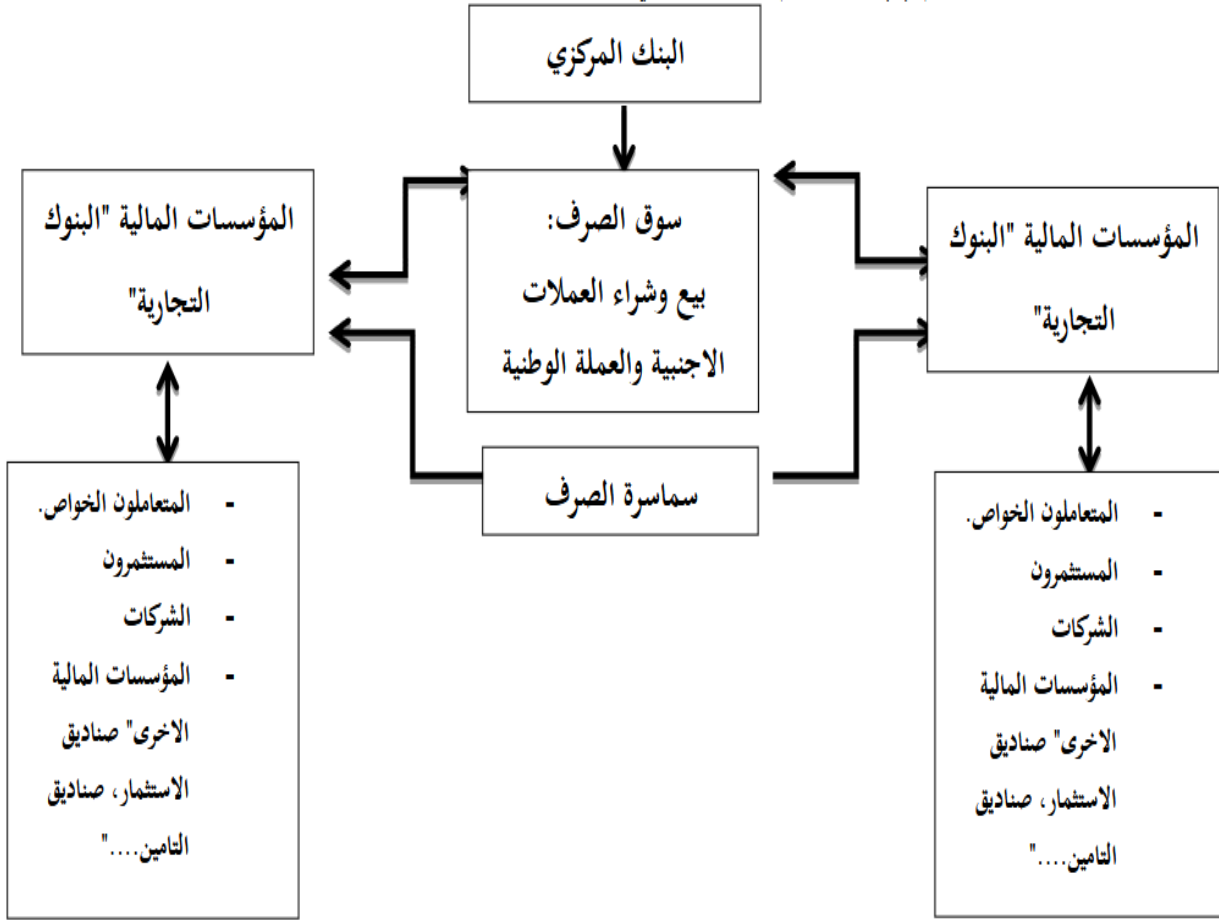 البنك المركزي
المؤسسات المالية "البنوك
التجارية"
سوق الصرف:
بيع وشراء العملات
الاجنبية والعملة الوطنية
المؤسسات المالية "البنوك
التجارية"
سماسرة الصرف
- المتعاملون الخواص.
- المستثمرون
- الشركات
- المؤسسات المالية
الاخرى" صناديق
الاستثمار، صناديق
التامين...."
- المتعاملون الخواص.
- المستثمرون
- الشركات
- المؤسسات المالية
الاخرى" صناديق
الاستثمار، صناديق
التامين...."